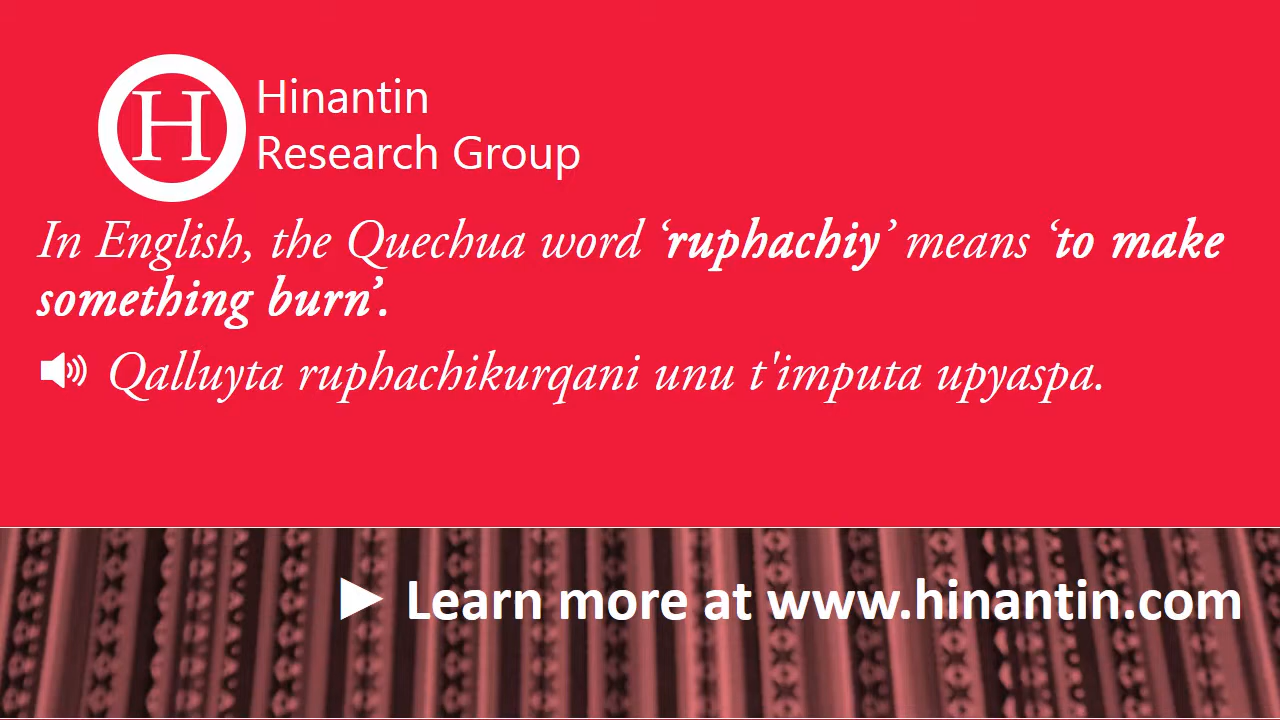 H
Hinantin
Research Group
In English, the Quechua word ‘ruphachiy’ means ‘to make
something burn’.
Qalluyta ruphachikurqani unu t'imputa upyaspa.
Learn more at www.hinantin.com